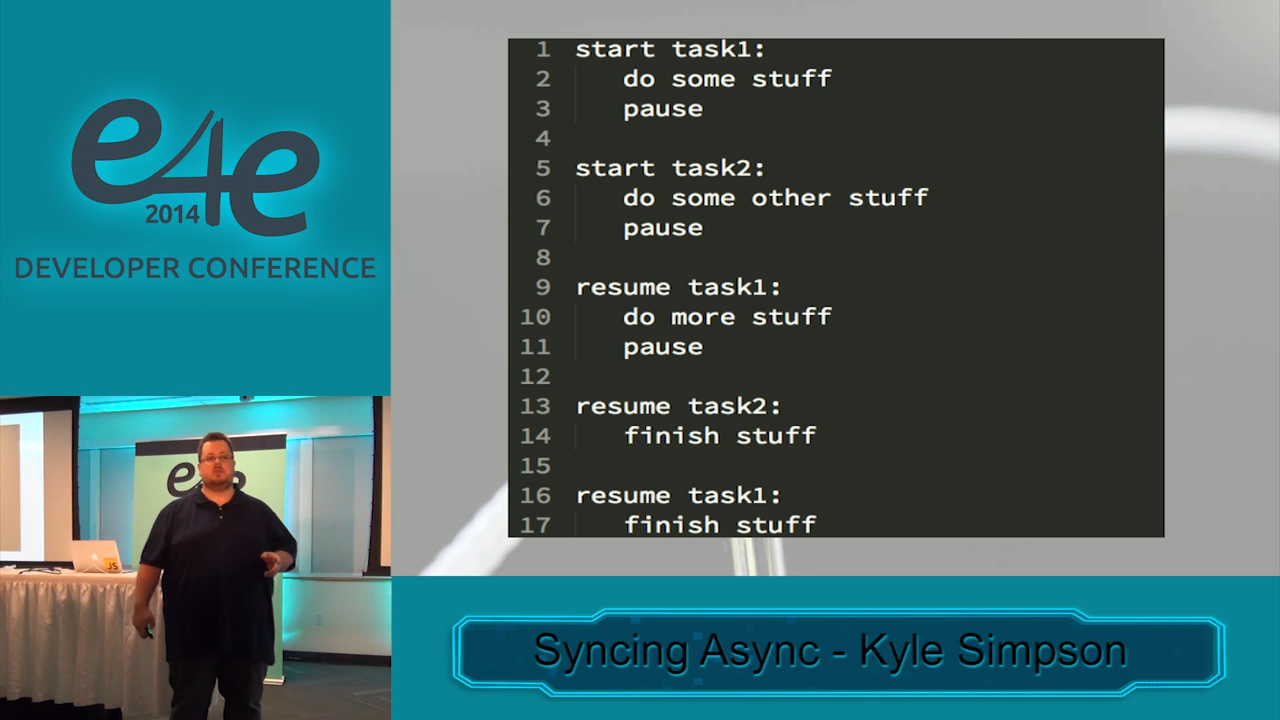 e4e
2014
DEVELOPER CONFERENCE
1 start task1:
2 do some stuff
3 pause
4
5 start task2:
6 do some other stuff
7 pause
8
9 resume task1:
10 do more stuff
11 pause
12
13 resume task2:
14 finish stuff
15
16 resume task1:
17 finish stuff
JS
Syncing Async - Kyle Simpson